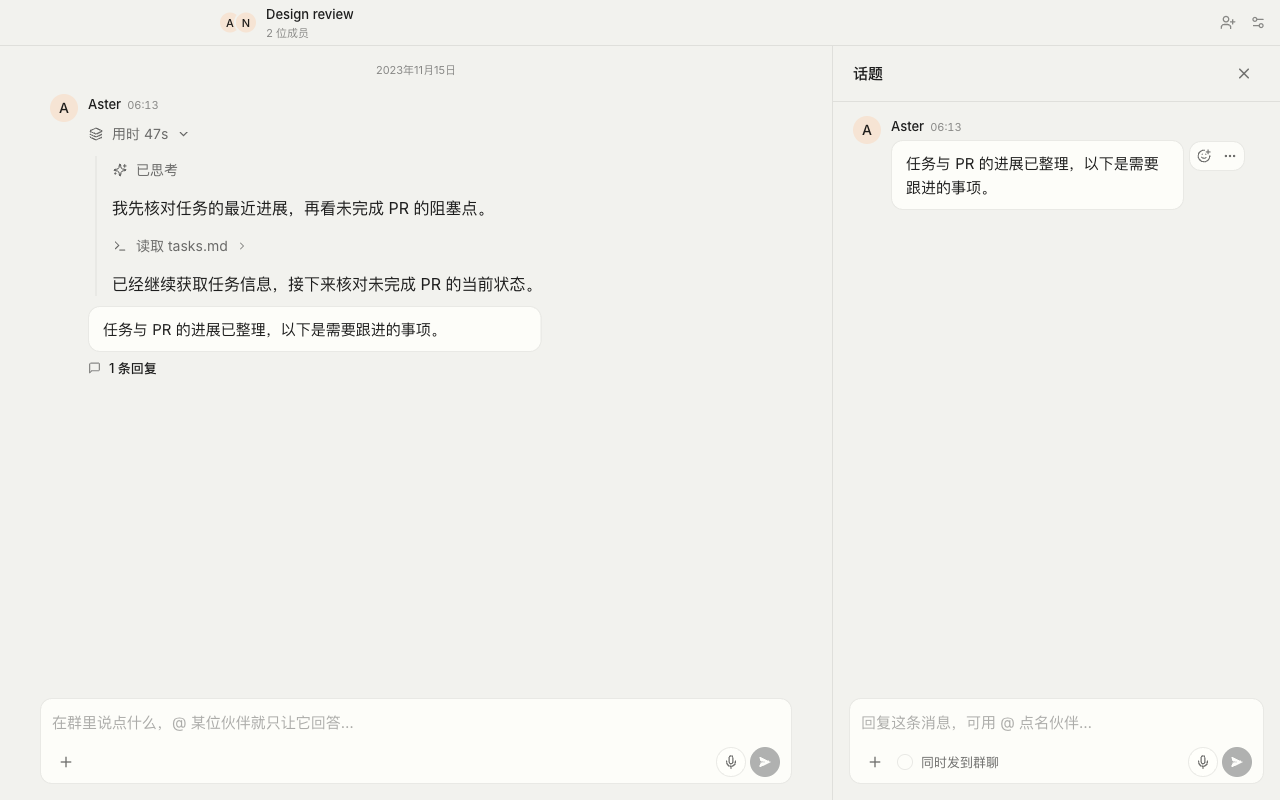 A N
Design review
2 位成员
2023年11月15日
A
Aster 06:13
用时 47s
已思考
我先核对任务的最近进展，再看未完成 PR 的阻塞点。
读取 tasks.md
已经继续获取任务信息，接下来核对未完成 PR 的当前状态。
任务与 PR 的进展已整理，以下是需要跟进的事项。
1 条回复
在群里说点什么，@ 某位伙伴就只让它回答...
话题
A
Aster 06:13
任务与 PR 的进展已整理，以下是需要
跟进的事项。
回复这条消息，可用 @ 点名伙伴...
同时发到群聊